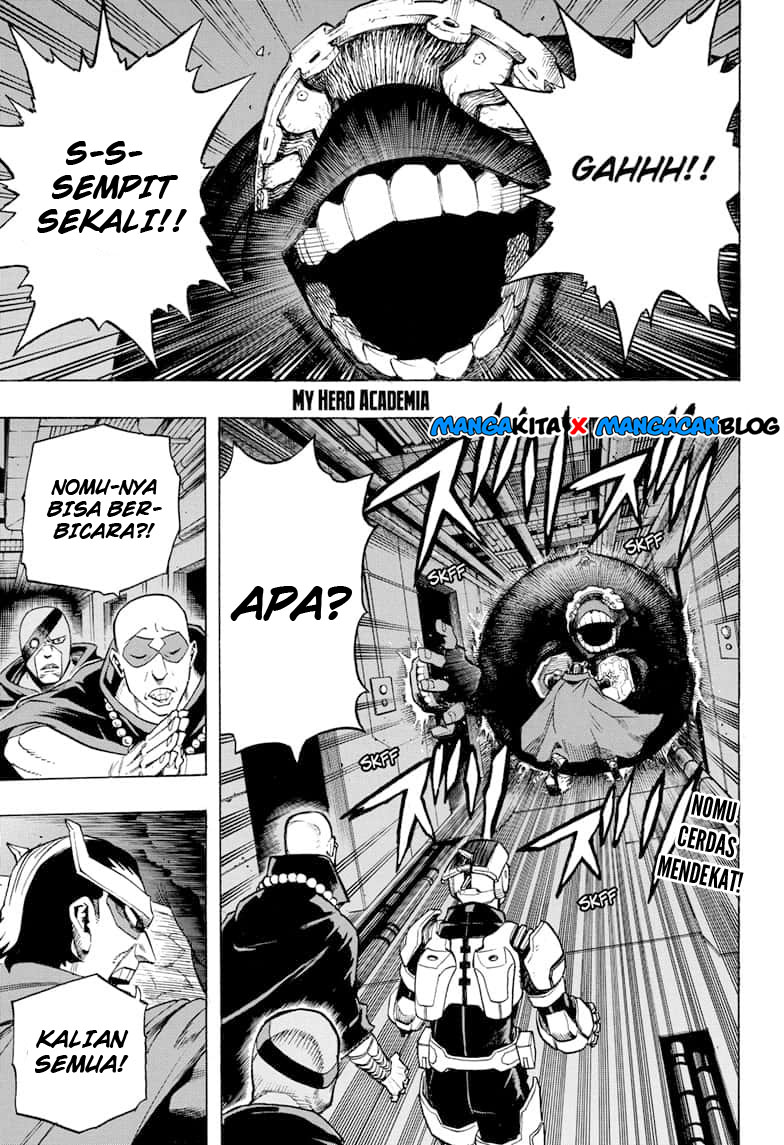 GAHHH!!
S-S-
SEMPIT
SEKALI!!
MY HERO ACADEMIA
MANGAKITA X MANGACANBLOG
SKFF
SKFF
NOMU
CERDAS
MENDEKAT!
APA?
SKFF
SKFF
NOMU-NYA
BISA BER-
BICARA?!
KALIAN
SEMUA!